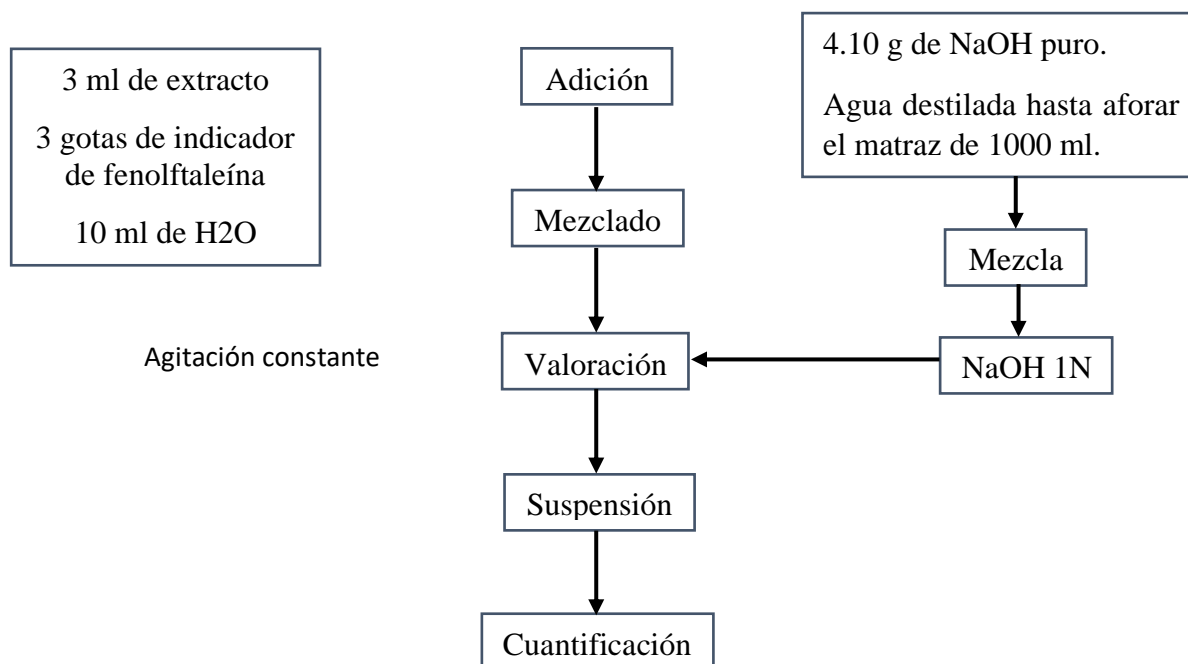 3 ml de extracto
3 gotas de indicador
de fenolftaleína
10 ml de H2O
Adición
4.10 g de NaOH puro.
Agua destilada hasta aforar
el matraz de 1000 ml.
Mezclado
Mezcla
Agitación constante
Valoración
NaOH 1N
Suspensión
Cuantificación